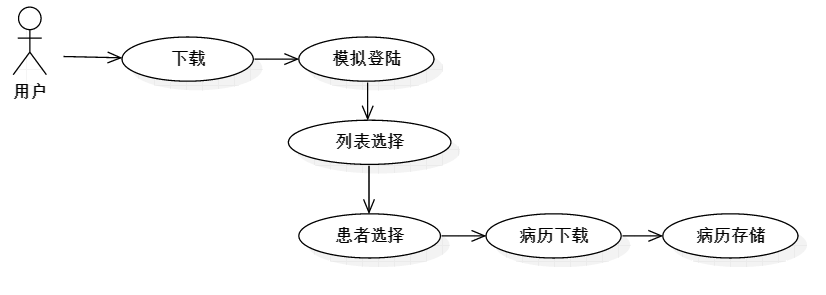 下载
模拟登陆
用户
列表选择
患者选择
病历下载
病历存储